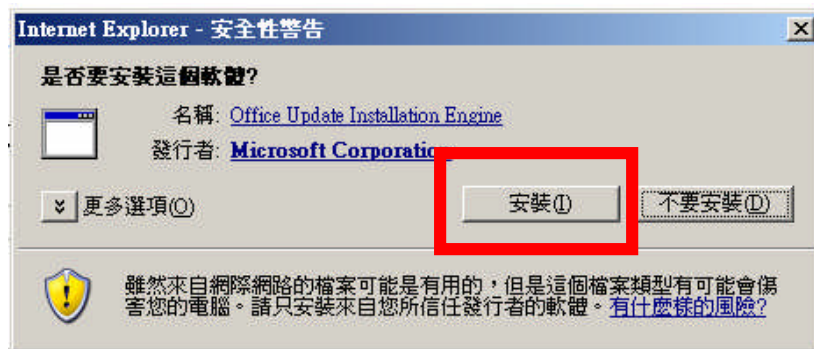 Internet Explorer - 安全性警告
是否要安裝這個軟體?
名稱: Office Update Installation Engine
發行者: Microsoft Corporation
更多選項(O)
安裝(I)
不要安裝(D)
雖然來自網際網路的檔案可能是有用的，但是這個檔案類型有可能會傷
害您的電腦。請只安裝來自您所信任發行者的軟體。有什麼樣的風險?